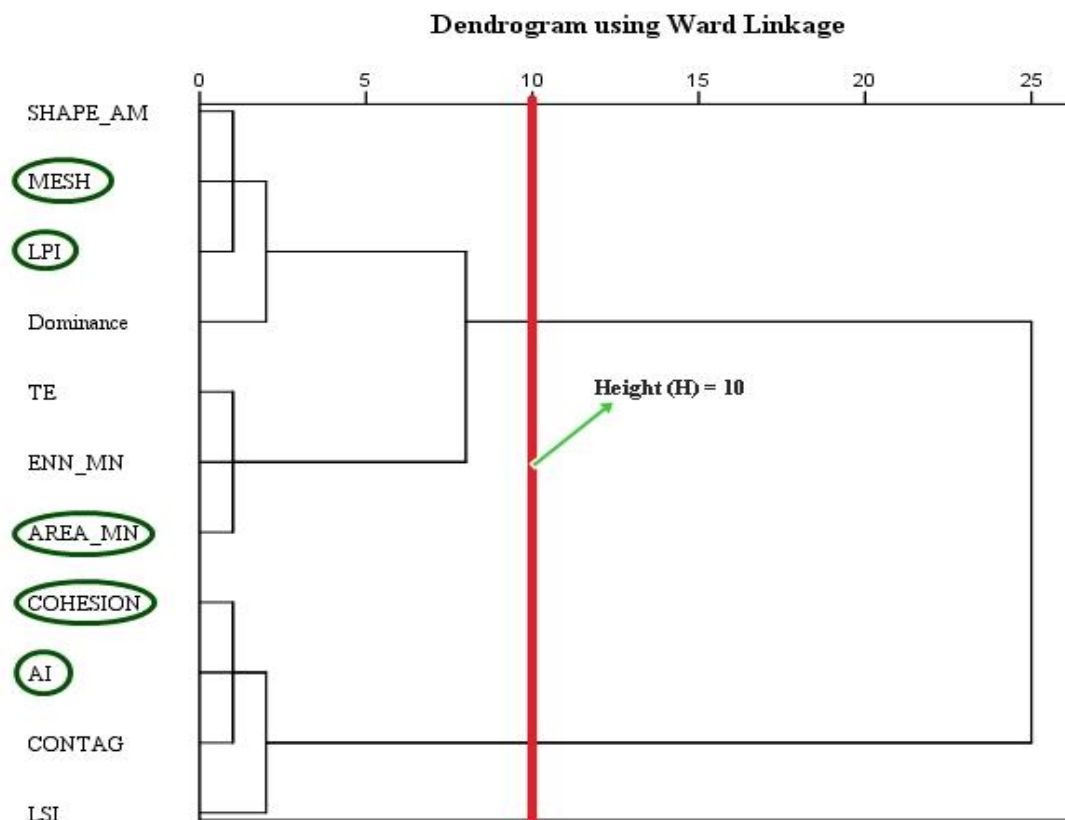 Dendrogram using Ward Linkage
0 5 10 15 20 25
SHAPE_AM
MESH
LPI
Dominance
TE
Height (H) = 10
ENN_MN
AREA_MN
COHESION
AI
CONTAG
LSI